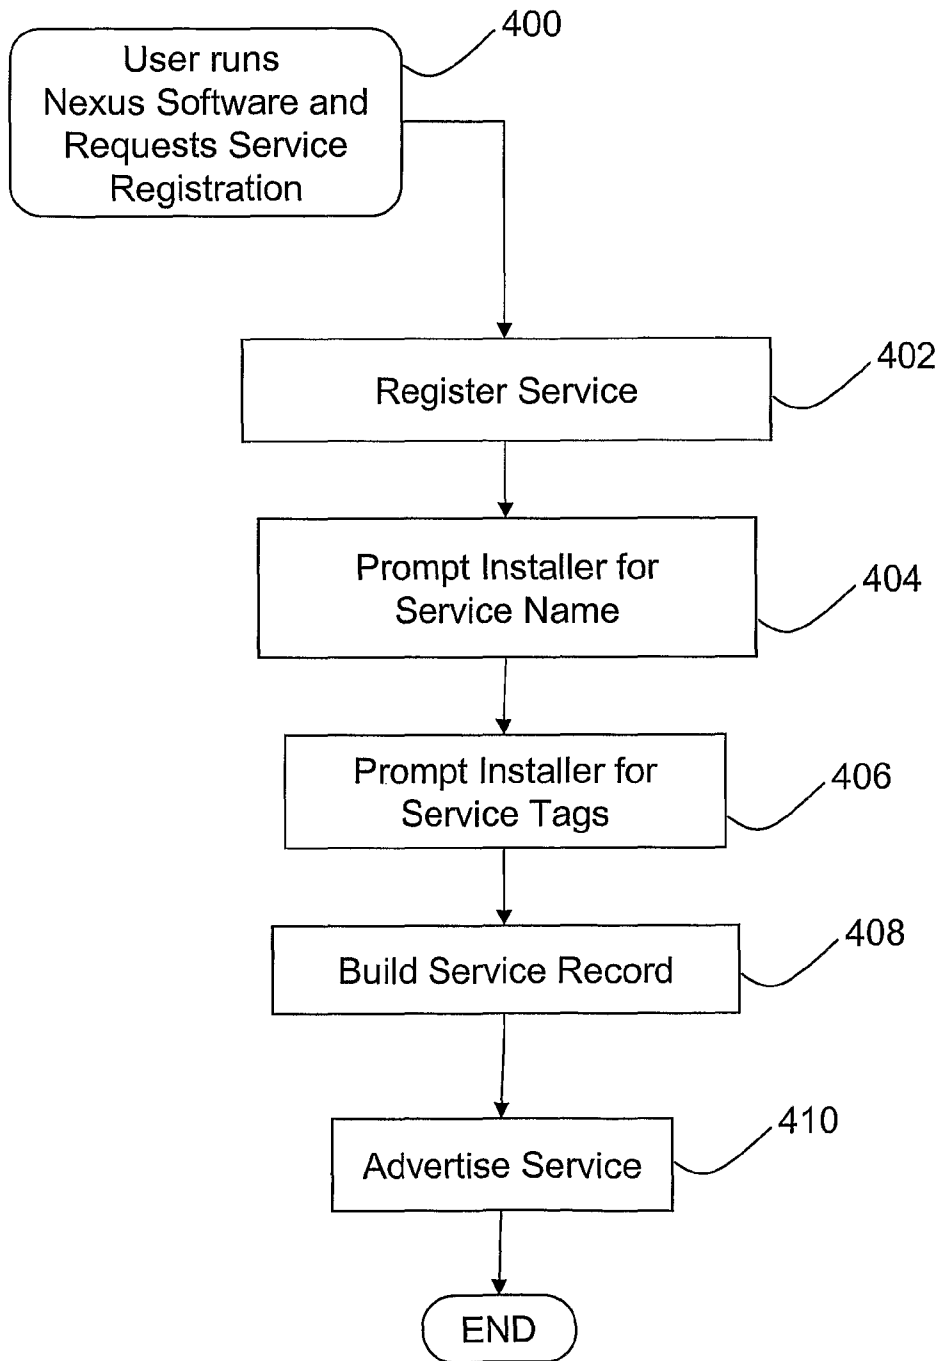 400
User runs
Nexus Software and
Requests Service
Registration
402
Register Service
Prompt Installer for
Service Name
404
Prompt Installer for
Service Tags
406
Build Service Record
408
Advertise Service
410
END